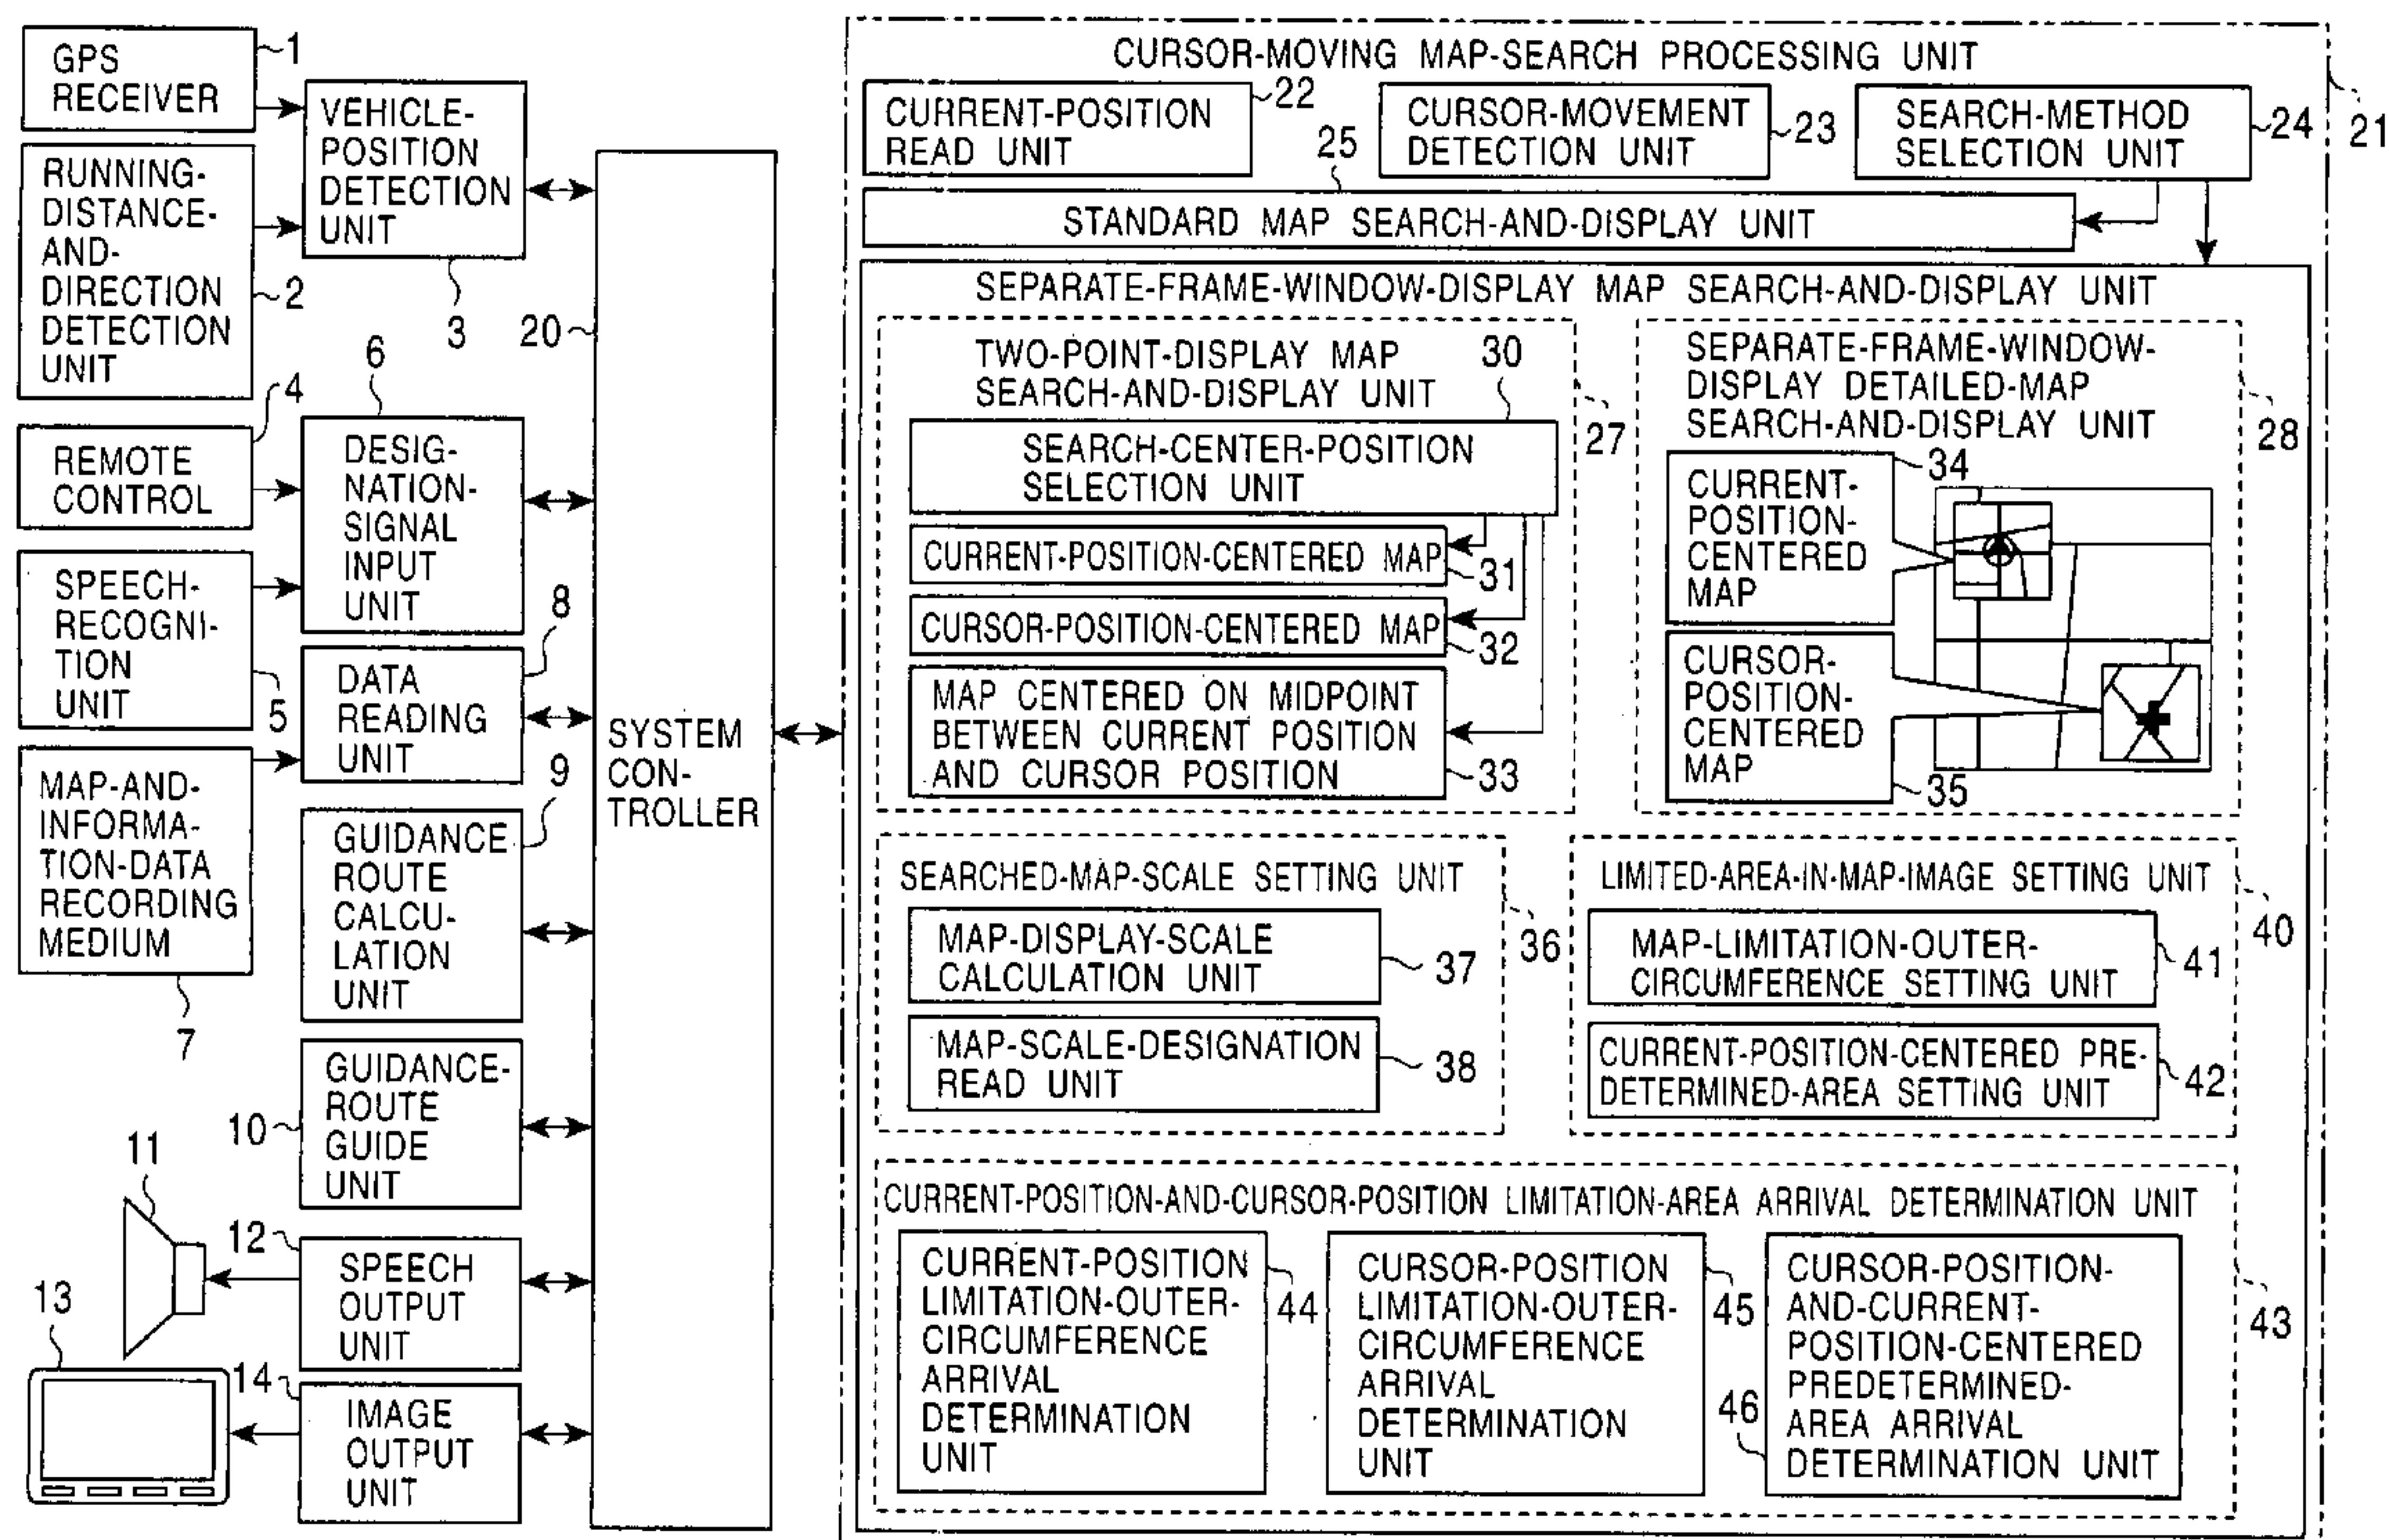 GPS
RECEIVER
1
RUNNING-
DISTANCE-
AND-
DIRECTION
DETECTION
UNIT
2
VEHICLE-
POSITION
DETECTION
UNIT
3
REMOTE
CONTROL
4
SPEECH-
RECOGNI-
TION
UNIT
5
6
DESIG-
NATION-
SIGNAL
INPUT
UNIT
MAP-AND-
INFORMA-
TION-DATA
RECORDING
MEDIUM
7
8
DATA
READING
UNIT
9
GUIDANCE
ROUTE
CALCU-
LATION
UNIT
10
GUIDANCE-
ROUTE
GUIDE
UNIT
11
12
SPEECH
OUTPUT
UNIT
13
14
IMAGE
OUTPUT
UNIT
20
SYSTEM
CON-
TROLLER
CURSOR-MOVING MAP-SEARCH PROCESSING UNIT
21
CURRENT-POSITION
READ UNIT
22
CURSOR-MOVEMENT
DETECTION UNIT
23
SEARCH-METHOD
SELECTION UNIT
24
25
STANDARD MAP SEARCH-AND-DISPLAY UNIT
SEPARATE-FRAME-WINDOW-DISPLAY MAP SEARCH-AND-DISPLAY UNIT
TWO-POINT-DISPLAY MAP
SEARCH-AND-DISPLAY UNIT
27
30
SEARCH-CENTER-POSITION
SELECTION UNIT
CURRENT-POSITION-CENTERED MAP
31
CURSOR-POSITION-CENTERED MAP
32
MAP CENTERED ON MIDPOINT
BETWEEN CURRENT POSITION
AND CURSOR POSITION
33
SEPARATE-FRAME-WINDOW-
DISPLAY DETAILED-MAP
SEARCH-AND-DISPLAY UNIT
28
CURRENT-
POSITION-
CENTERED
MAP
34
CURSOR-
POSITION-
CENTERED
MAP
35
SEARCHED-MAP-SCALE SETTING UNIT
36
MAP-DISPLAY-SCALE
CALCULATION UNIT
37
MAP-SCALE-DESIGNATION
READ UNIT
38
LIMITED-AREA-IN-MAP-IMAGE SETTING UNIT
40
MAP-LIMITATION-OUTER-
CIRCUMFERENCE SETTING UNIT
41
CURRENT-POSITION-CENTERED PRE-
DETERMINED-AREA SETTING UNIT
42
CURRENT-POSITION-AND-CURSOR-POSITION LIMITATION-AREA ARRIVAL DETERMINATION UNIT
43
CURRENT-POSITION
LIMITATION-OUTER-
CIRCUMFERENCE
ARRIVAL
DETERMINATION
UNIT
44
CURSOR-POSITION
LIMITATION-OUTER-
CIRCUMFERENCE
ARRIVAL
DETERMINATION
UNIT
45
CURSOR-POSITION-
AND-CURRENT-
POSITION-CENTERED
PREDETERMINED-
AREA ARRIVAL
DETERMINATION UNIT
46